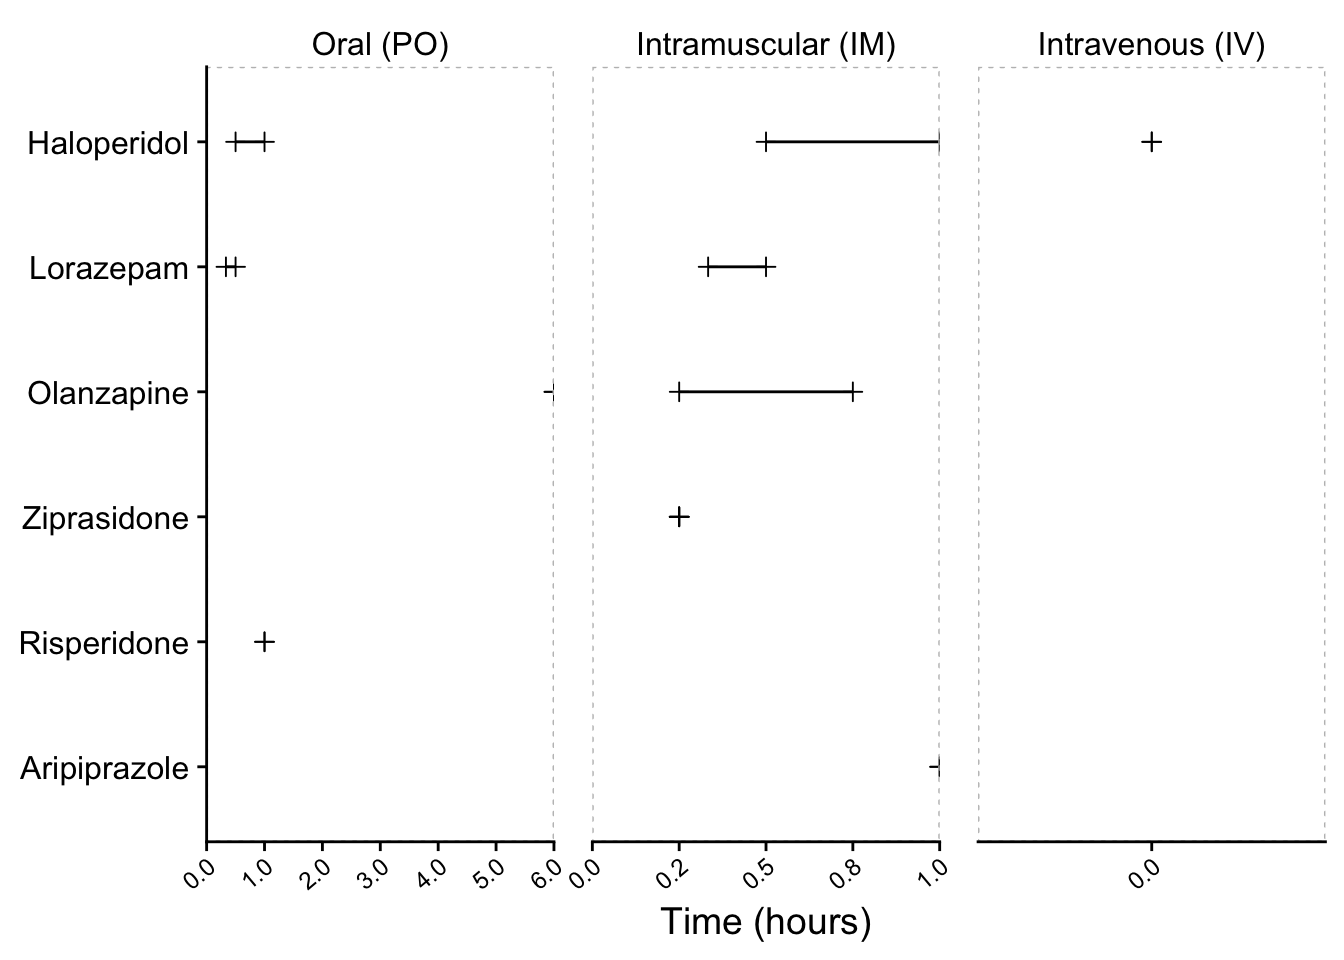 Oral (PO) Intramuscular (IM) Intravenous (IV)
Haloperidol
Lorazepam
Olanzapine
Ziprasidone
Risperidone
Aripiprazole
0.0 1.0 2.0 3.0 4.0 5.0 6.0 0.0 0.2 0.5 0.8 1.0 0.0
Time (hours)